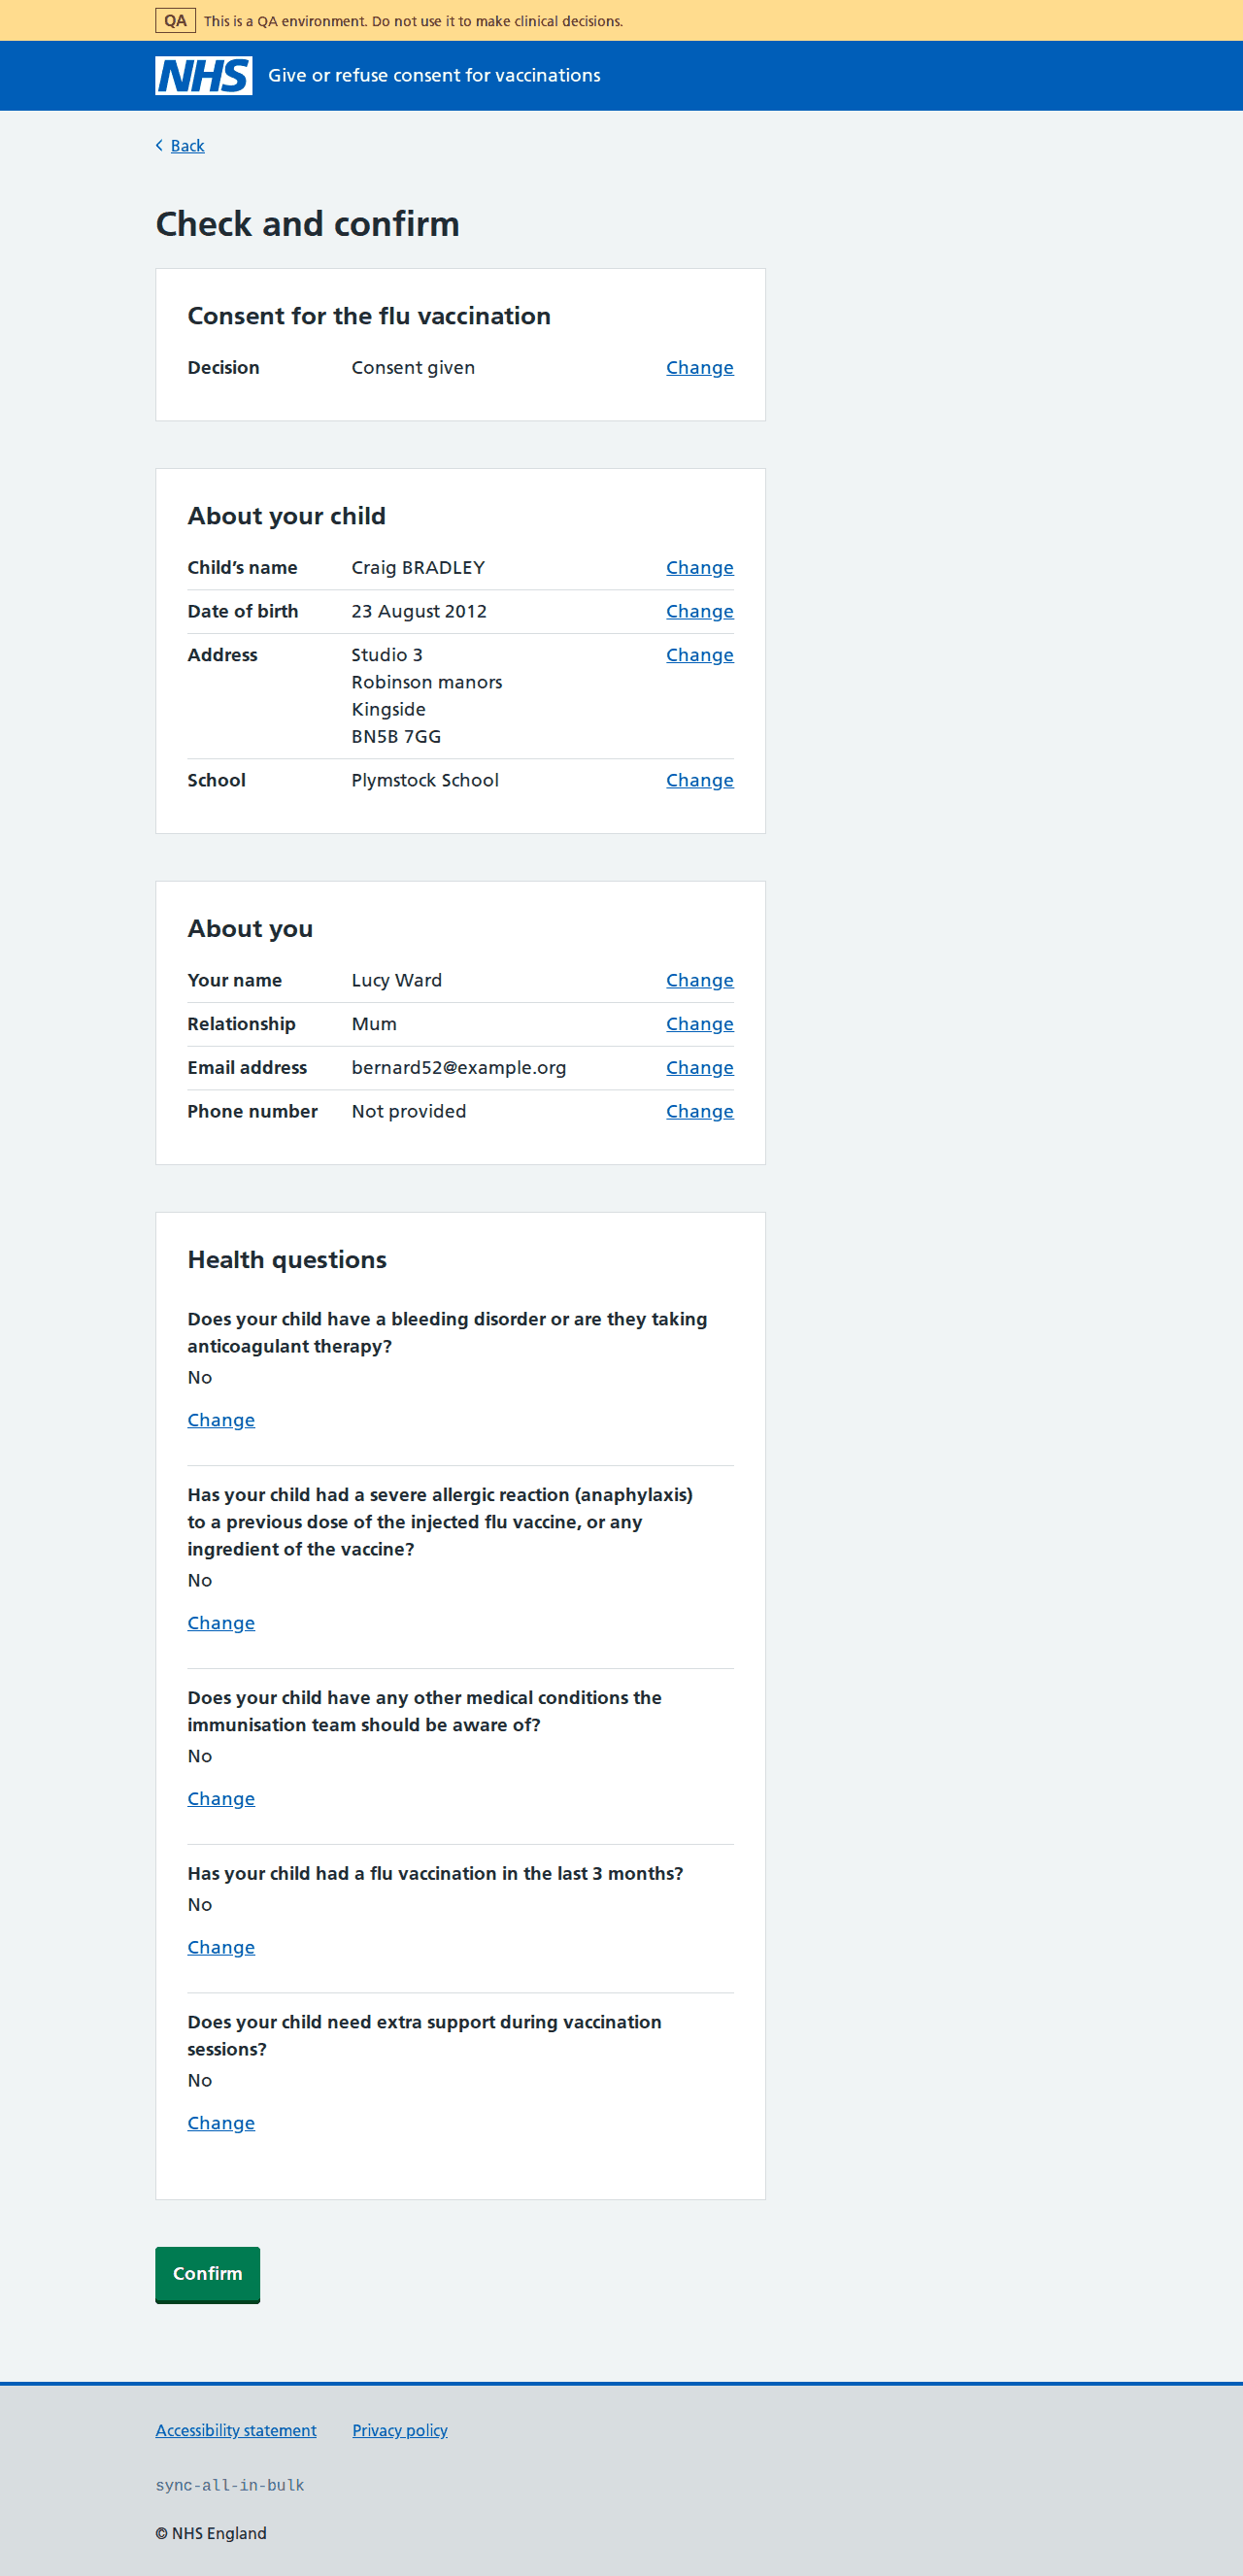 QA This is a QA environment. Do not use it to make clinical decisions.
NHS Give or refuse consent for vaccinations
Back
Check and confirm
Consent for the flu vaccination
Decision Consent given Change
About your child
Child’s name Craig BRADLEY Change
Date of birth 23 August 2012 Change
Address Studio 3 Change
Robinson manors
Kingside
BN5B 7GG
School Plymstock School Change
About you
Your name Lucy Ward Change
Relationship Mum Change
Email address bernard52@example.org Change
Phone number Not provided Change
Health questions
Does your child have a bleeding disorder or are they taking
anticoagulant therapy?
No
Change
Has your child had a severe allergic reaction (anaphylaxis)
to a previous dose of the injected flu vaccine, or any
ingredient of the vaccine?
No
Change
Does your child have any other medical conditions the
immunisation team should be aware of?
No
Change
Has your child had a flu vaccination in the last 3 months?
No
Change
Does your child need extra support during vaccination
sessions?
No
Change
Confirm
Accessibility statement Privacy policy
sync-all-in-bulk
© NHS England